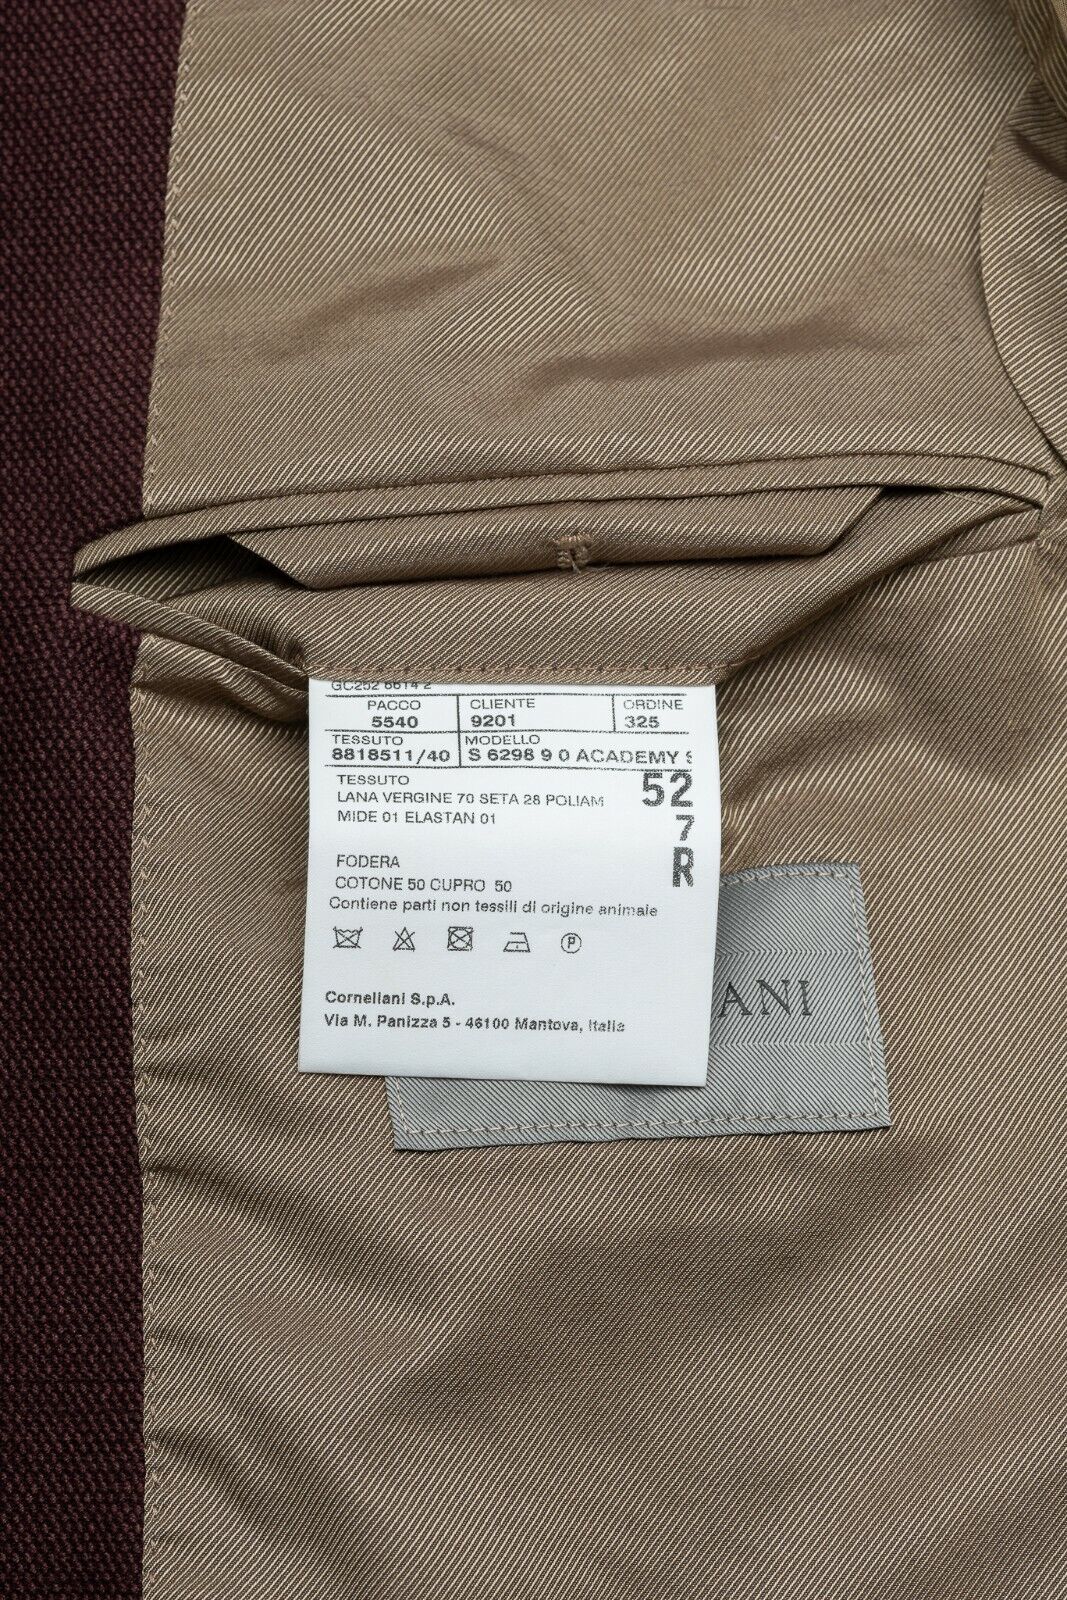 GC252 6614 2
PACCO CLIENTE ORDINE
5540 9201 325
TESSUTO MODELLO
8818511/40 S 6298 9 0 ACADEMY S
TESSUTO
LANA VERGINE 70 SETA 28 POLIAM
MIDE 01 ELASTAN 01
52
7
R
FODERA
COTONE 50 CUPRO 50
Contiene parti non tessili di origine animale
P
Corneliani S.p.A.
Via M. Panizza 5 - 46100 Mantova, Italia
ANI